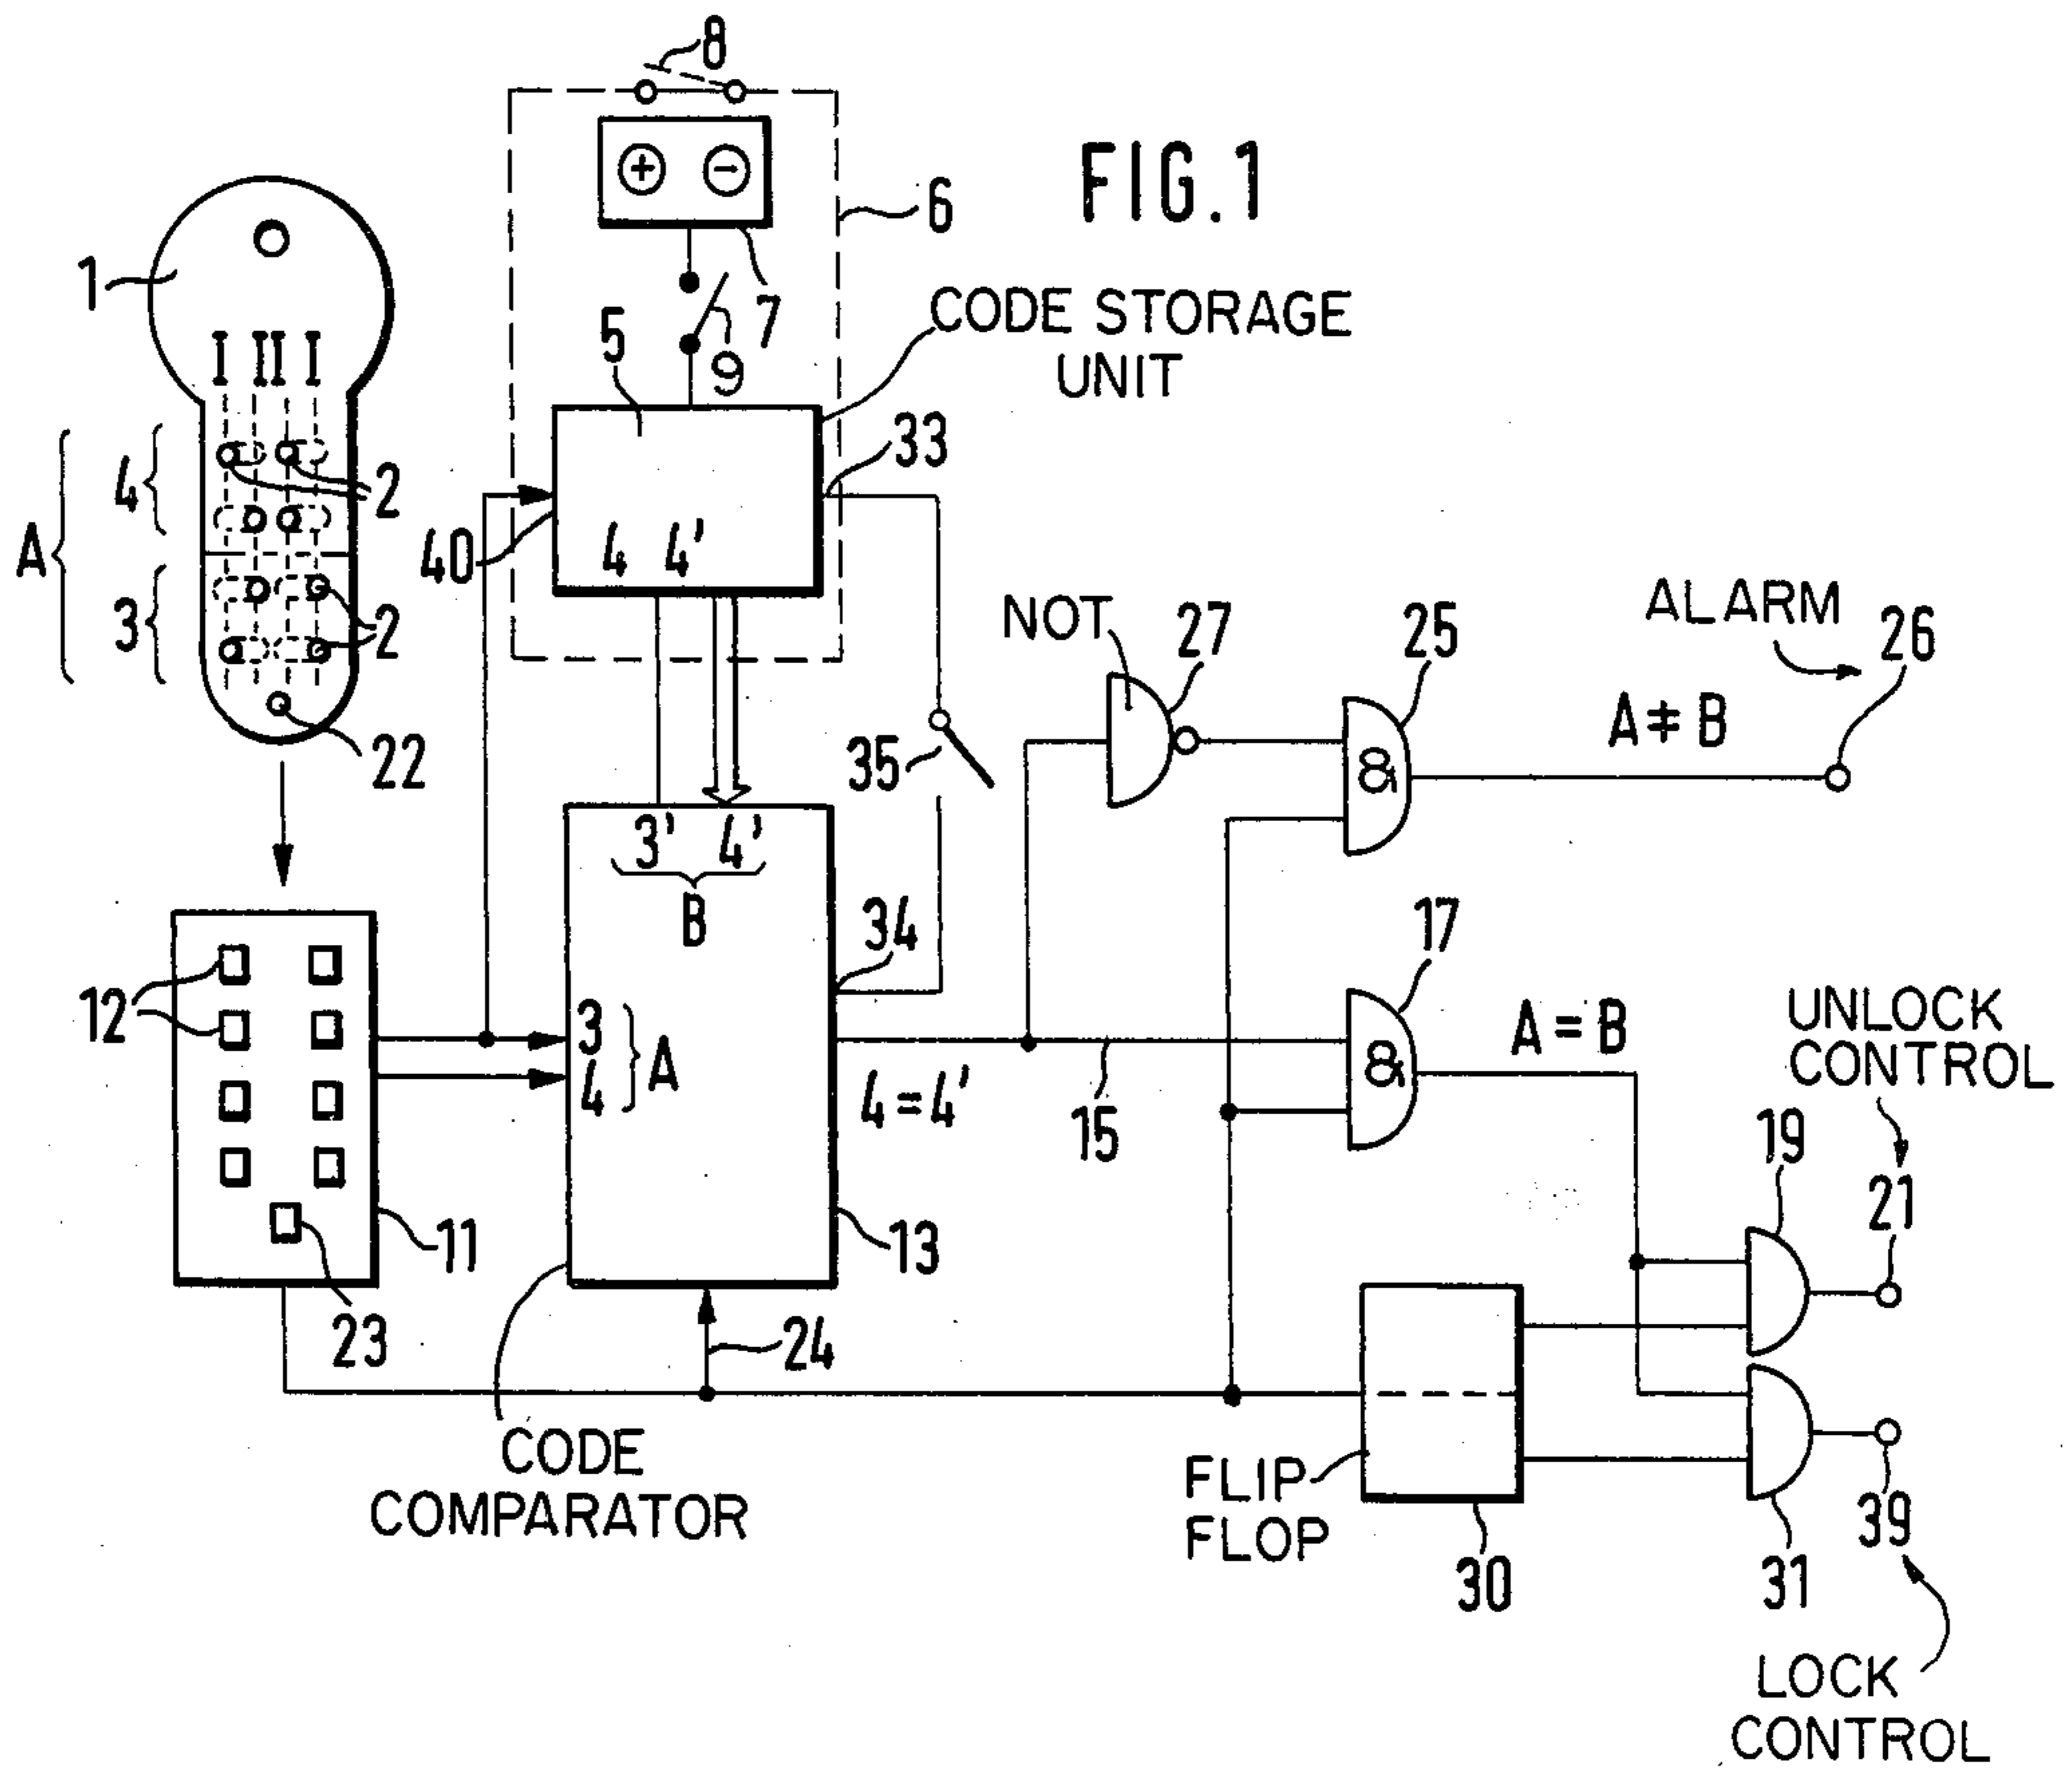 FIG.1
8
6
1
7
CODE STORAGE
UNIT
5
9
I II I
33
4
2
A
40
4 4'
3
2
NOT
27
25
ALARM
26
A ≠ B
22
35
3' 4'
B
34
17
12
3
4
A
4=4'
15
A = B
UNLOCK
CONTROL
19
21
11
13
23
24
CODE
COMPARATOR
FLIP
FLOP
30
31
39
LOCK
CONTROL
&
&